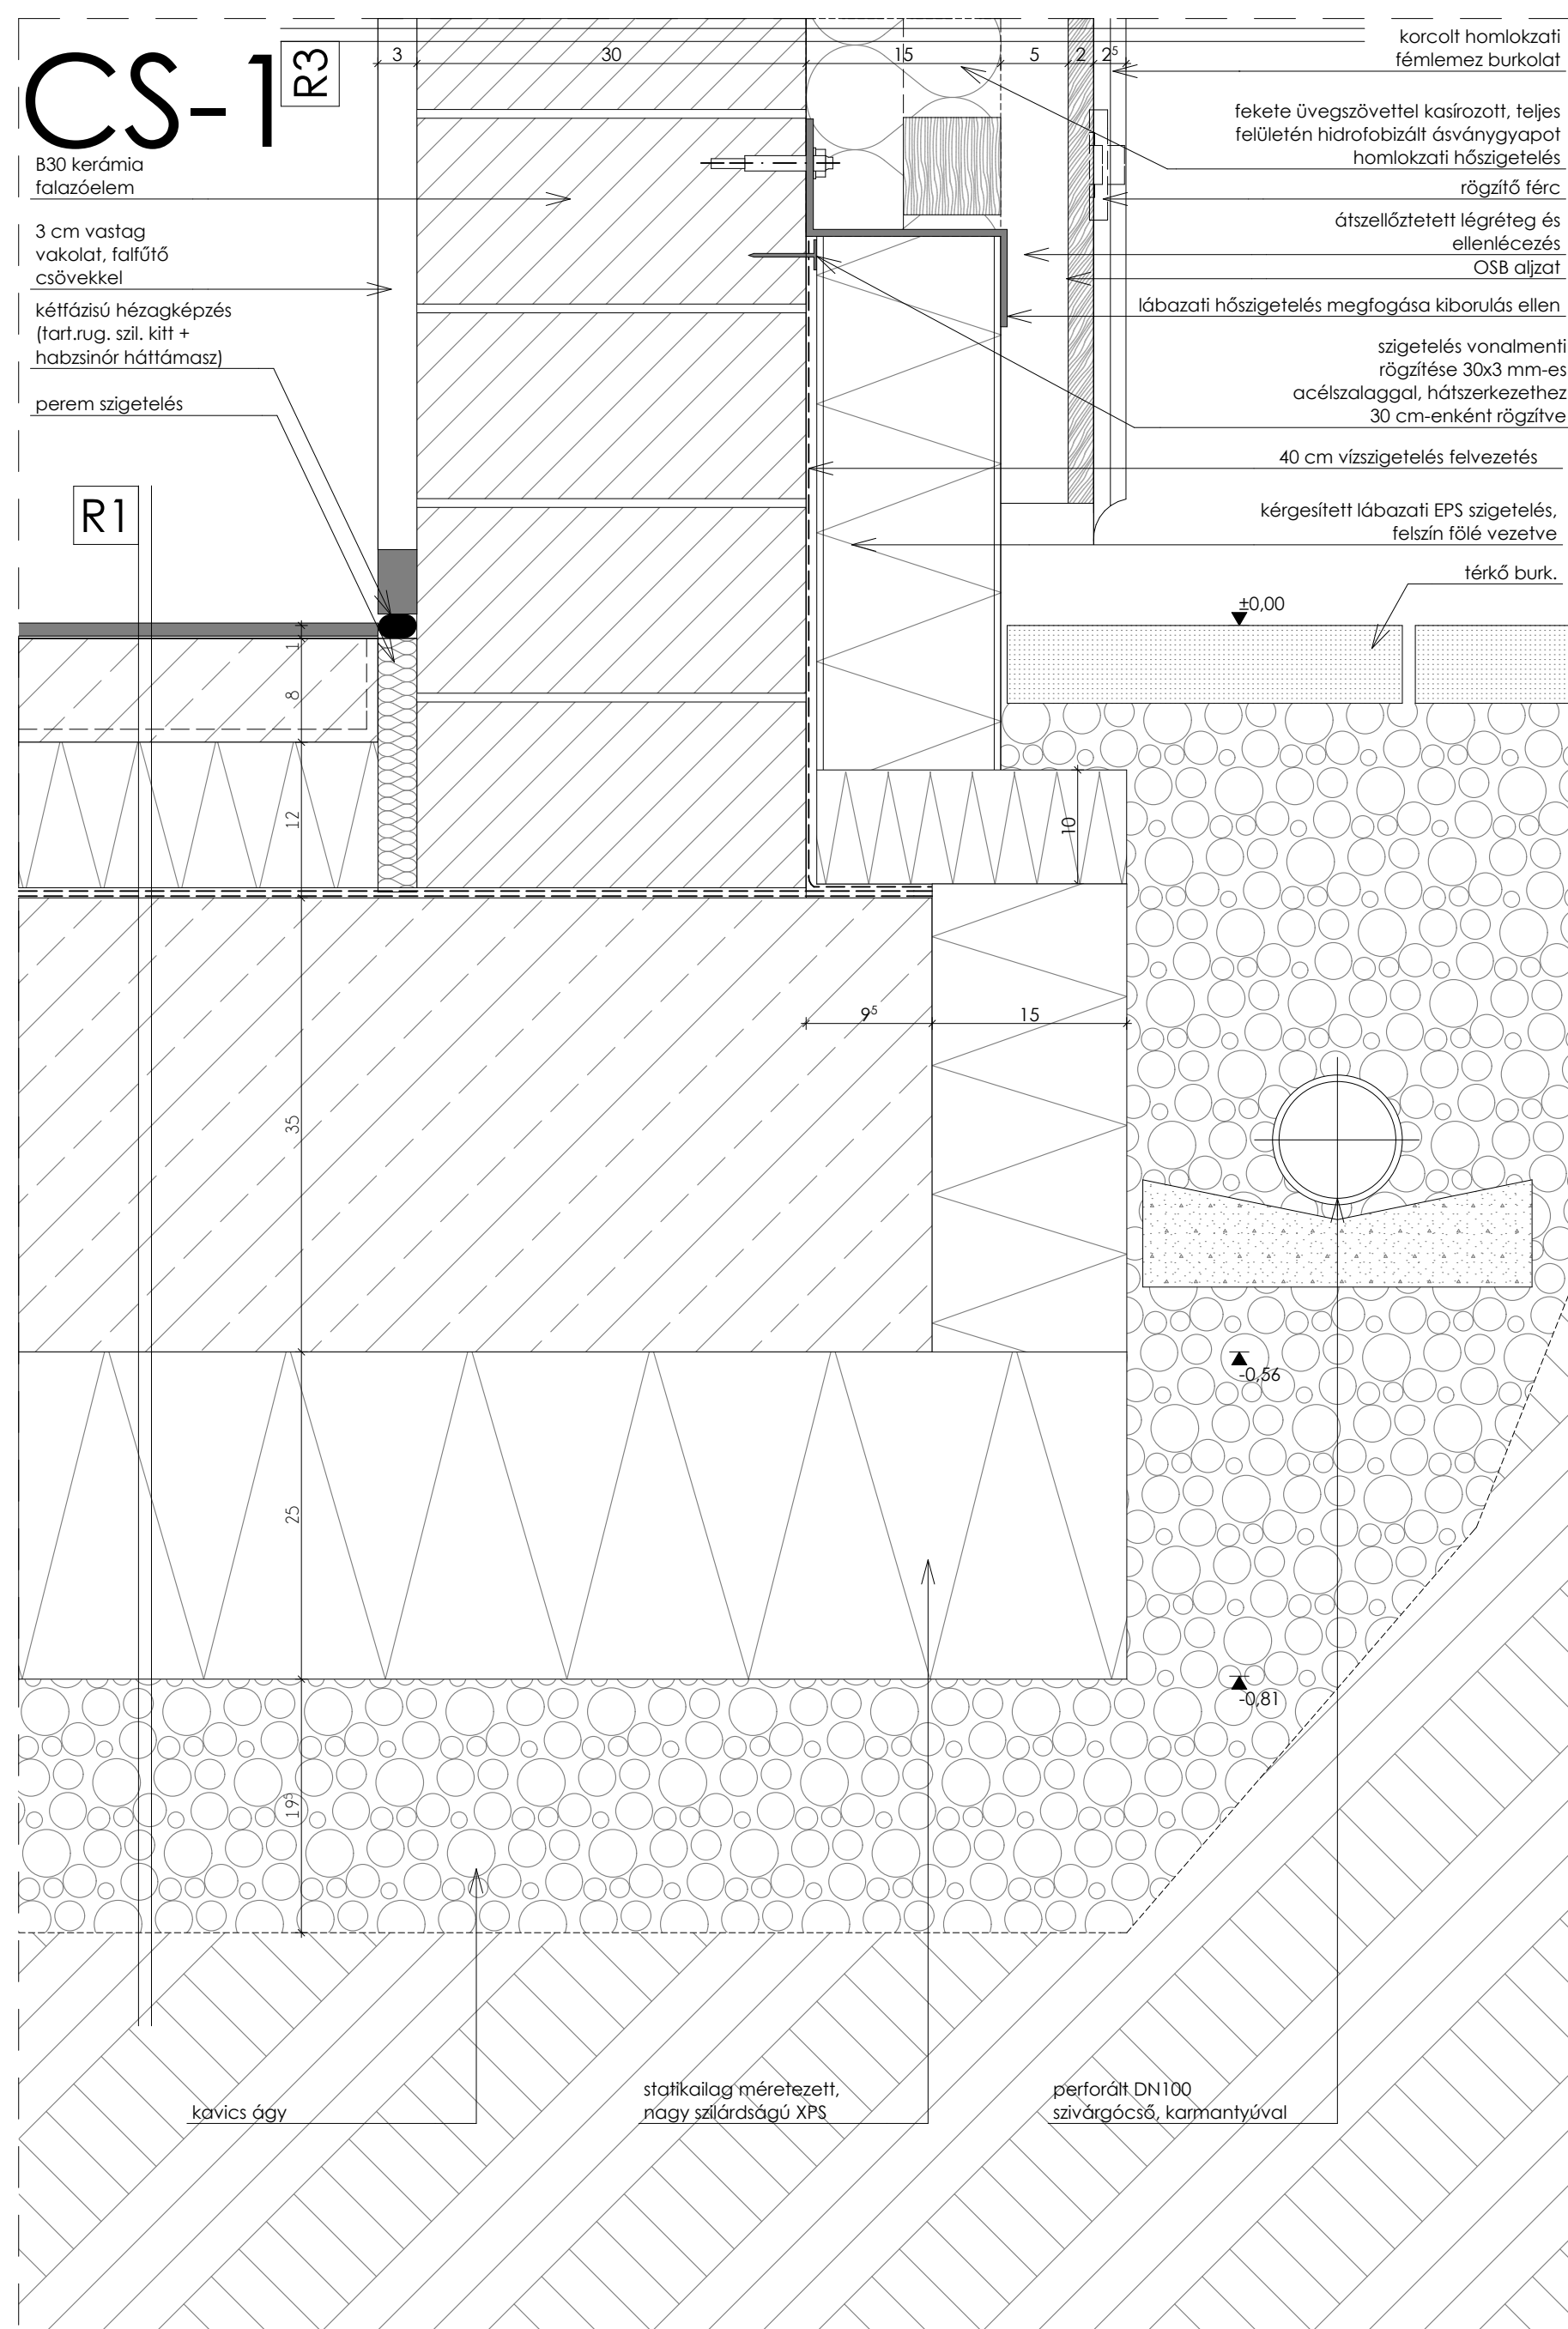 CS-1
R3
3
30
15
5
2
2⁵
B30 kerámia
falazóelem
3 cm vastag
vakolat, falfűtő
csövekkel
kétfázisú hézagképzés
(tart.rug. szil. kitt +
habzsinór háttámasz)
perem szigetelés
R1
korcolt homlokzati
fémlemez burkolat
fekete üvegszövettel kasírozott, teljes
felületén hidrofobizált ásványgyapot
homlokzati hőszigetelés
rögzítő férc
átszellőztetett légréteg és
ellenlécezés
OSB aljzat
lábazati hőszigetelés megfogása kiborulás ellen
szigetelés vonalmenti
rögzítése 30x3 mm-es
acélszalaggal, hátszerkezethez
30 cm-enként rögzítve
40 cm vízszigetelés felvezetés
kérgesített lábazati EPS szigetelés,
felszín fölé vezetve
térkő burk.
±0,00
1
8
12
10
9⁵
15
35
-0,56
25
-0,81
19⁵
kavics ágy
statikailag méretezett,
nagy szilárdságú XPS
perforált DN100
szivárgócső, karmantyúval